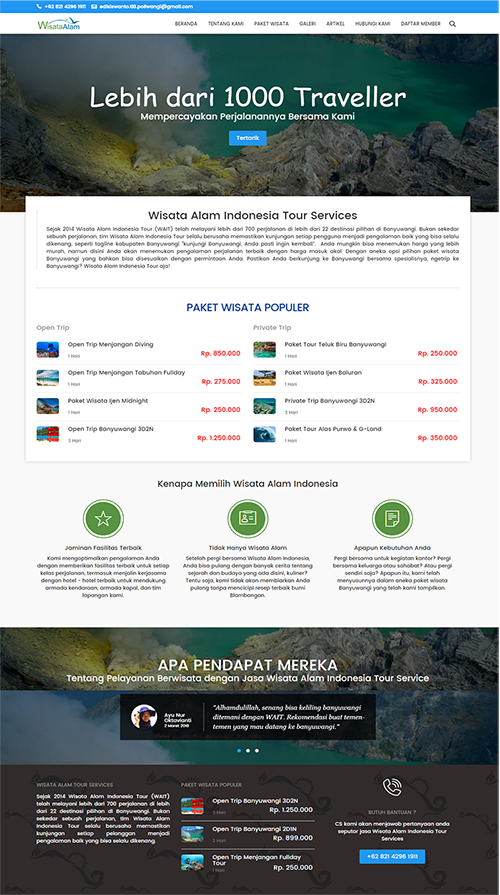 +62 821 4296 1911 edisiswanto.68.poliwangi@gmail.com
WisataAlam
BERANDA TENTANG KAMI PAKET WISATA GALERI ARTIKEL HUBUNGI KAMI DAFTAR MEMBER
Lebih dari 1000 Traveller
Mempercayakan Perjalanannya Bersama Kami
Tertarik
Wisata Alam Indonesia Tour Services
Sejak 2014 Wisata Alam Indonesia Tour (WAIT) telah melayani lebih dari 700 perjalanan di lebih dari 22 destinasi pilihan di Banyuwangi. Bukan sekedar
sebuah perjalanan, tim Wisata Alam Indonesia Tour selalu berusaha memastikan kunjungan setiap pengguna menjadi pengalaman baik yang bisa selalu
dikenang, seperti tagline kabupaten Banyuwangi "kunjungi Banyuwangi, Anda pasti ingin kembali". Anda mungkin bisa menemukan harga yang lebih
murah, namun disini Anda akan menemukan pengalaman perjalanan terbaik dengan harga masuk akal. Dengan aneka opsi pilihan paket wisata
Banyuwangi yang bahkan bisa disesuaikan dengan permintaan Anda. Pastikan Anda berkunjung ke Banyuwangi bersama spesialisnya, ngetrip ke
Banyuwangi? Wisata Alam Indonesia Tour aja!
PAKET WISATA POPULER
Open Trip
Open Trip Menjangan Diving
1 Hari
Rp. 850.000
Open Trip Menjangan Tabuhan Fullday
1 Hari
Rp. 275.000
Paket Wisata Ijen Midnight
1 Hari
Rp. 250.000
Open Trip Banyuwangi 3D2N
3 Hari
Rp. 1.250.000
Private Trip
Paket Tour Teluk Biru Banyuwangi
1 Hari
Rp. 250.000
Paket Wisata Ijen Baluran
1 Hari
Rp. 325.000
Private Trip Banyuwangi 3D2N
3 Hari
Rp. 950.000
Paket Tour Alas Purwo & G-Land
1 Hari
Rp. 350.000
Kenapa Memilih Wisata Alam Indonesia
Jaminan Fasilitas Terbaik
Kami mengoptimalkan pengalaman Anda
dengan memberikan fasilitas terbaik untuk setiap
kelas perjalanan, termasuk menjalin kerjasama
dengan hotel - hotel terbaik untuk mendukung
armada kendaraan, armada kapal, dan tim
lapangan kami.
Tidak Hanya Wisata Alam
Setelah pergi bersama Wisata Alam Indonesia,
Anda bisa pulang dengan banyak cerita tentang
sejarah dan budaya yang ada disini, kuliner?
Tentu saja, kami tidak akan membiarkan Anda
pulang tanpa mencicipi resep terbaik bumi
Blambangan.
Apapun Kebutuhan Anda
Pergi bersama untuk kegiatan kantor? Pergi
bersama keluarga atau sahabat? Atau pergi
sendiri saja? Apapun itu, kami telah
menyusunnya dalam aneka paket wisata
Banyuwangi yang telah kami tampilkan.
APA PENDAPAT MEREKA
Tentang Pelayanan Berwisata dengan Jasa Wisata Alam Indonesia Tour Service
Ayu Nur
Oktavianti
2 Maret 2016
"Alhamdulillah, senang bisa keliling banyuwangi
ditemani dengan WAIT. Rekomendasi buat temen-
temen yang mau datang ke banyuwangi."
WISATA ALAM TOUR SERVICES
Sejak 2014 Wisata Alam Indonesia Tour (WAIT)
telah melayani lebih dari 700 perjalanan di lebih
dari 22 destinasi pilihan di Banyuwangi. Bukan
sekedar sebuah perjalanan, tim Wisata Alam
Indonesia Tour selalu berusaha memastikan
kunjungan setiap pelanggan menjadi
pengalaman baik yang bisa selalu dikenang.
PAKET WISATA POPULER
Open Trip Banyuwangi 3D2N
3 Hari
Rp. 1.250.000
Open Trip Banyuwangi 2D1N
2 Hari
Rp. 899.000
Open Trip Menjangan Fullday
Tour
1 Hari
Rp. 250.000
BUTUH BANTUAN ?
CS kami akan menjawab pertanyaan anda
seputar jasa Wisata Alam Indonesia Tour
Services
+62 821 4296 1911